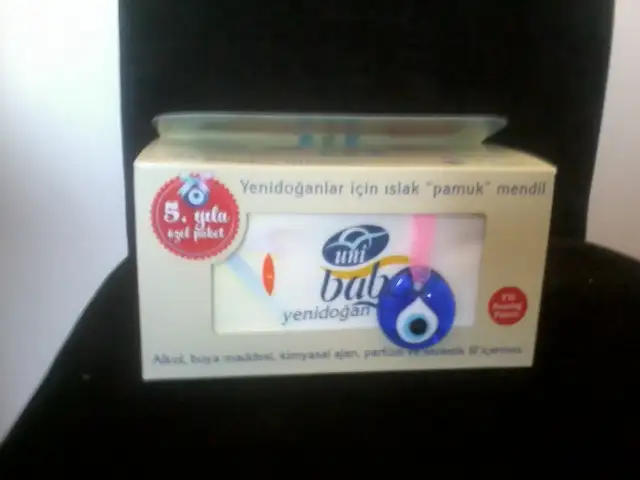 Yenidoğanlar için ıslak "pamuk" mendil
5. yıla
özel paket
uni
bab
yenidoğan
Alkol, boya maddesi, kimyasal ajan, parfüm ve
içermez